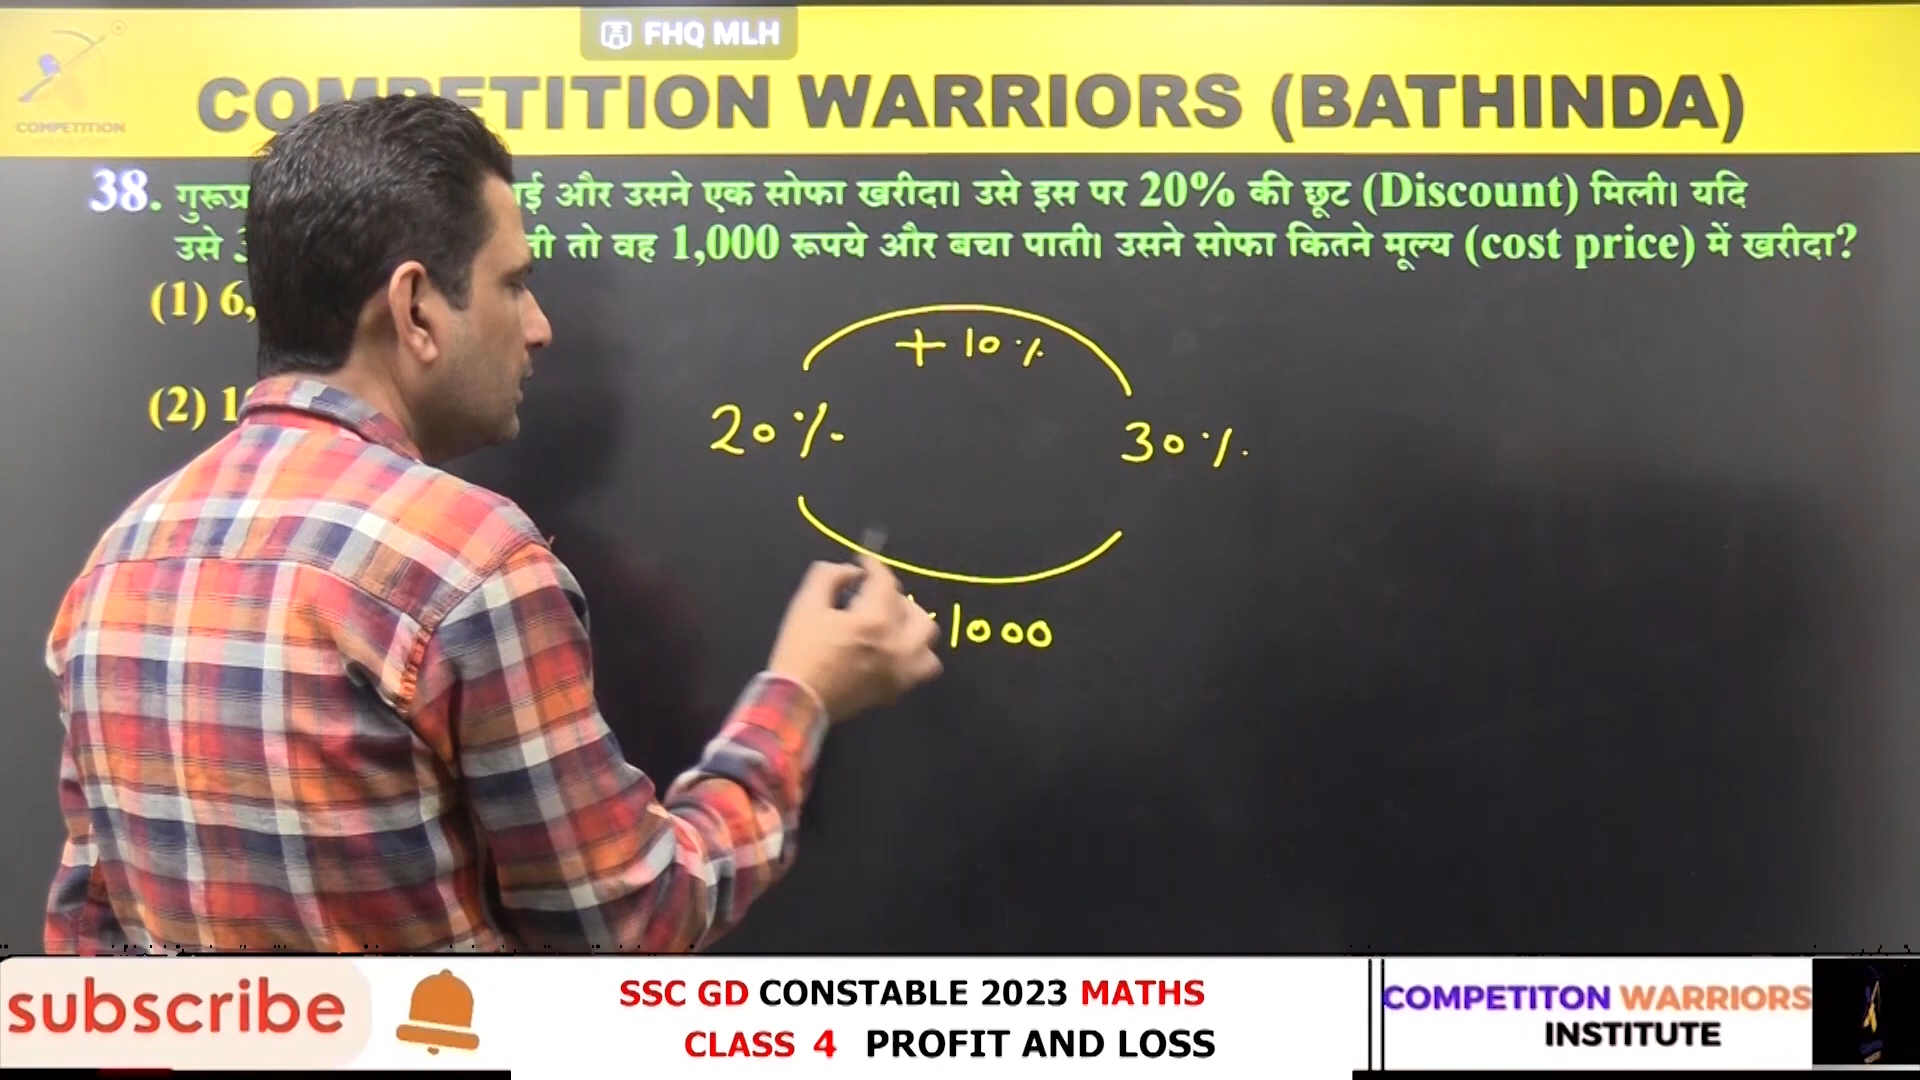 FHQ MLH
COMPETITION WARRIORS (BATHINDA)
COMPETITION
38. और उसने एक सोफा खरीदा। उसे इस पर 20% की छूट (Discount) मिली। यदि
उसे तो वह 1,000 रूपये और बचा पाती। उसने सोफा कितने मूल्य (cost price) में खरीदा?
(1) 6,
(2)
+10%
20%
30%
1000
subscribe
SSC GD CONSTABLE 2023 MATHS
CLASS 4 PROFIT AND LOSS
COMPETITON WARRIORS
INSTITUTE